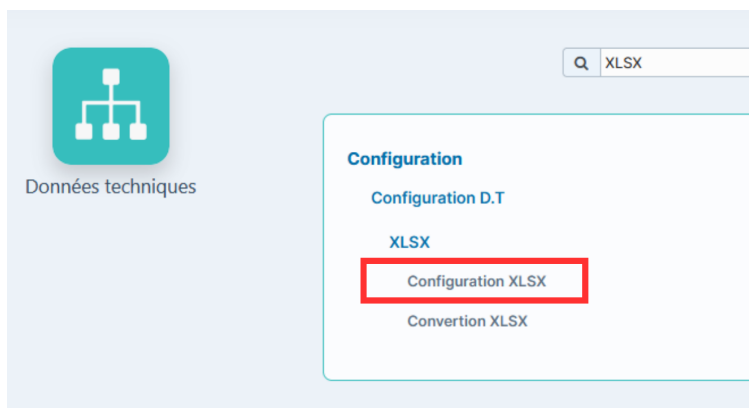 XLSX
Données techniques
Configuration
Configuration D.T
XLSX
Configuration XLSX
Convertion XLSX